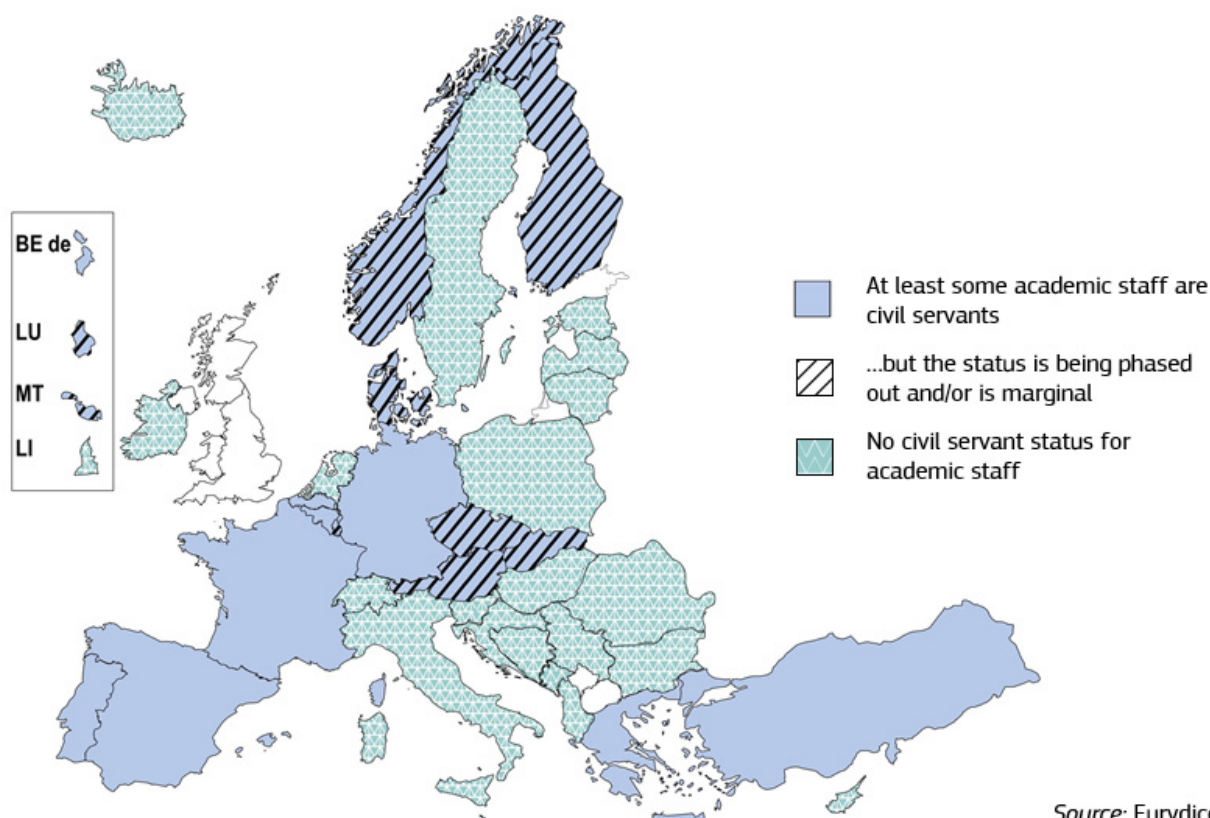 BE de
LU
MT
LI
At least some academic staff are
civil servants
...but the status is being phased
out and/or is marginal
No civil servant status for
academic staff
Source: Eurydice